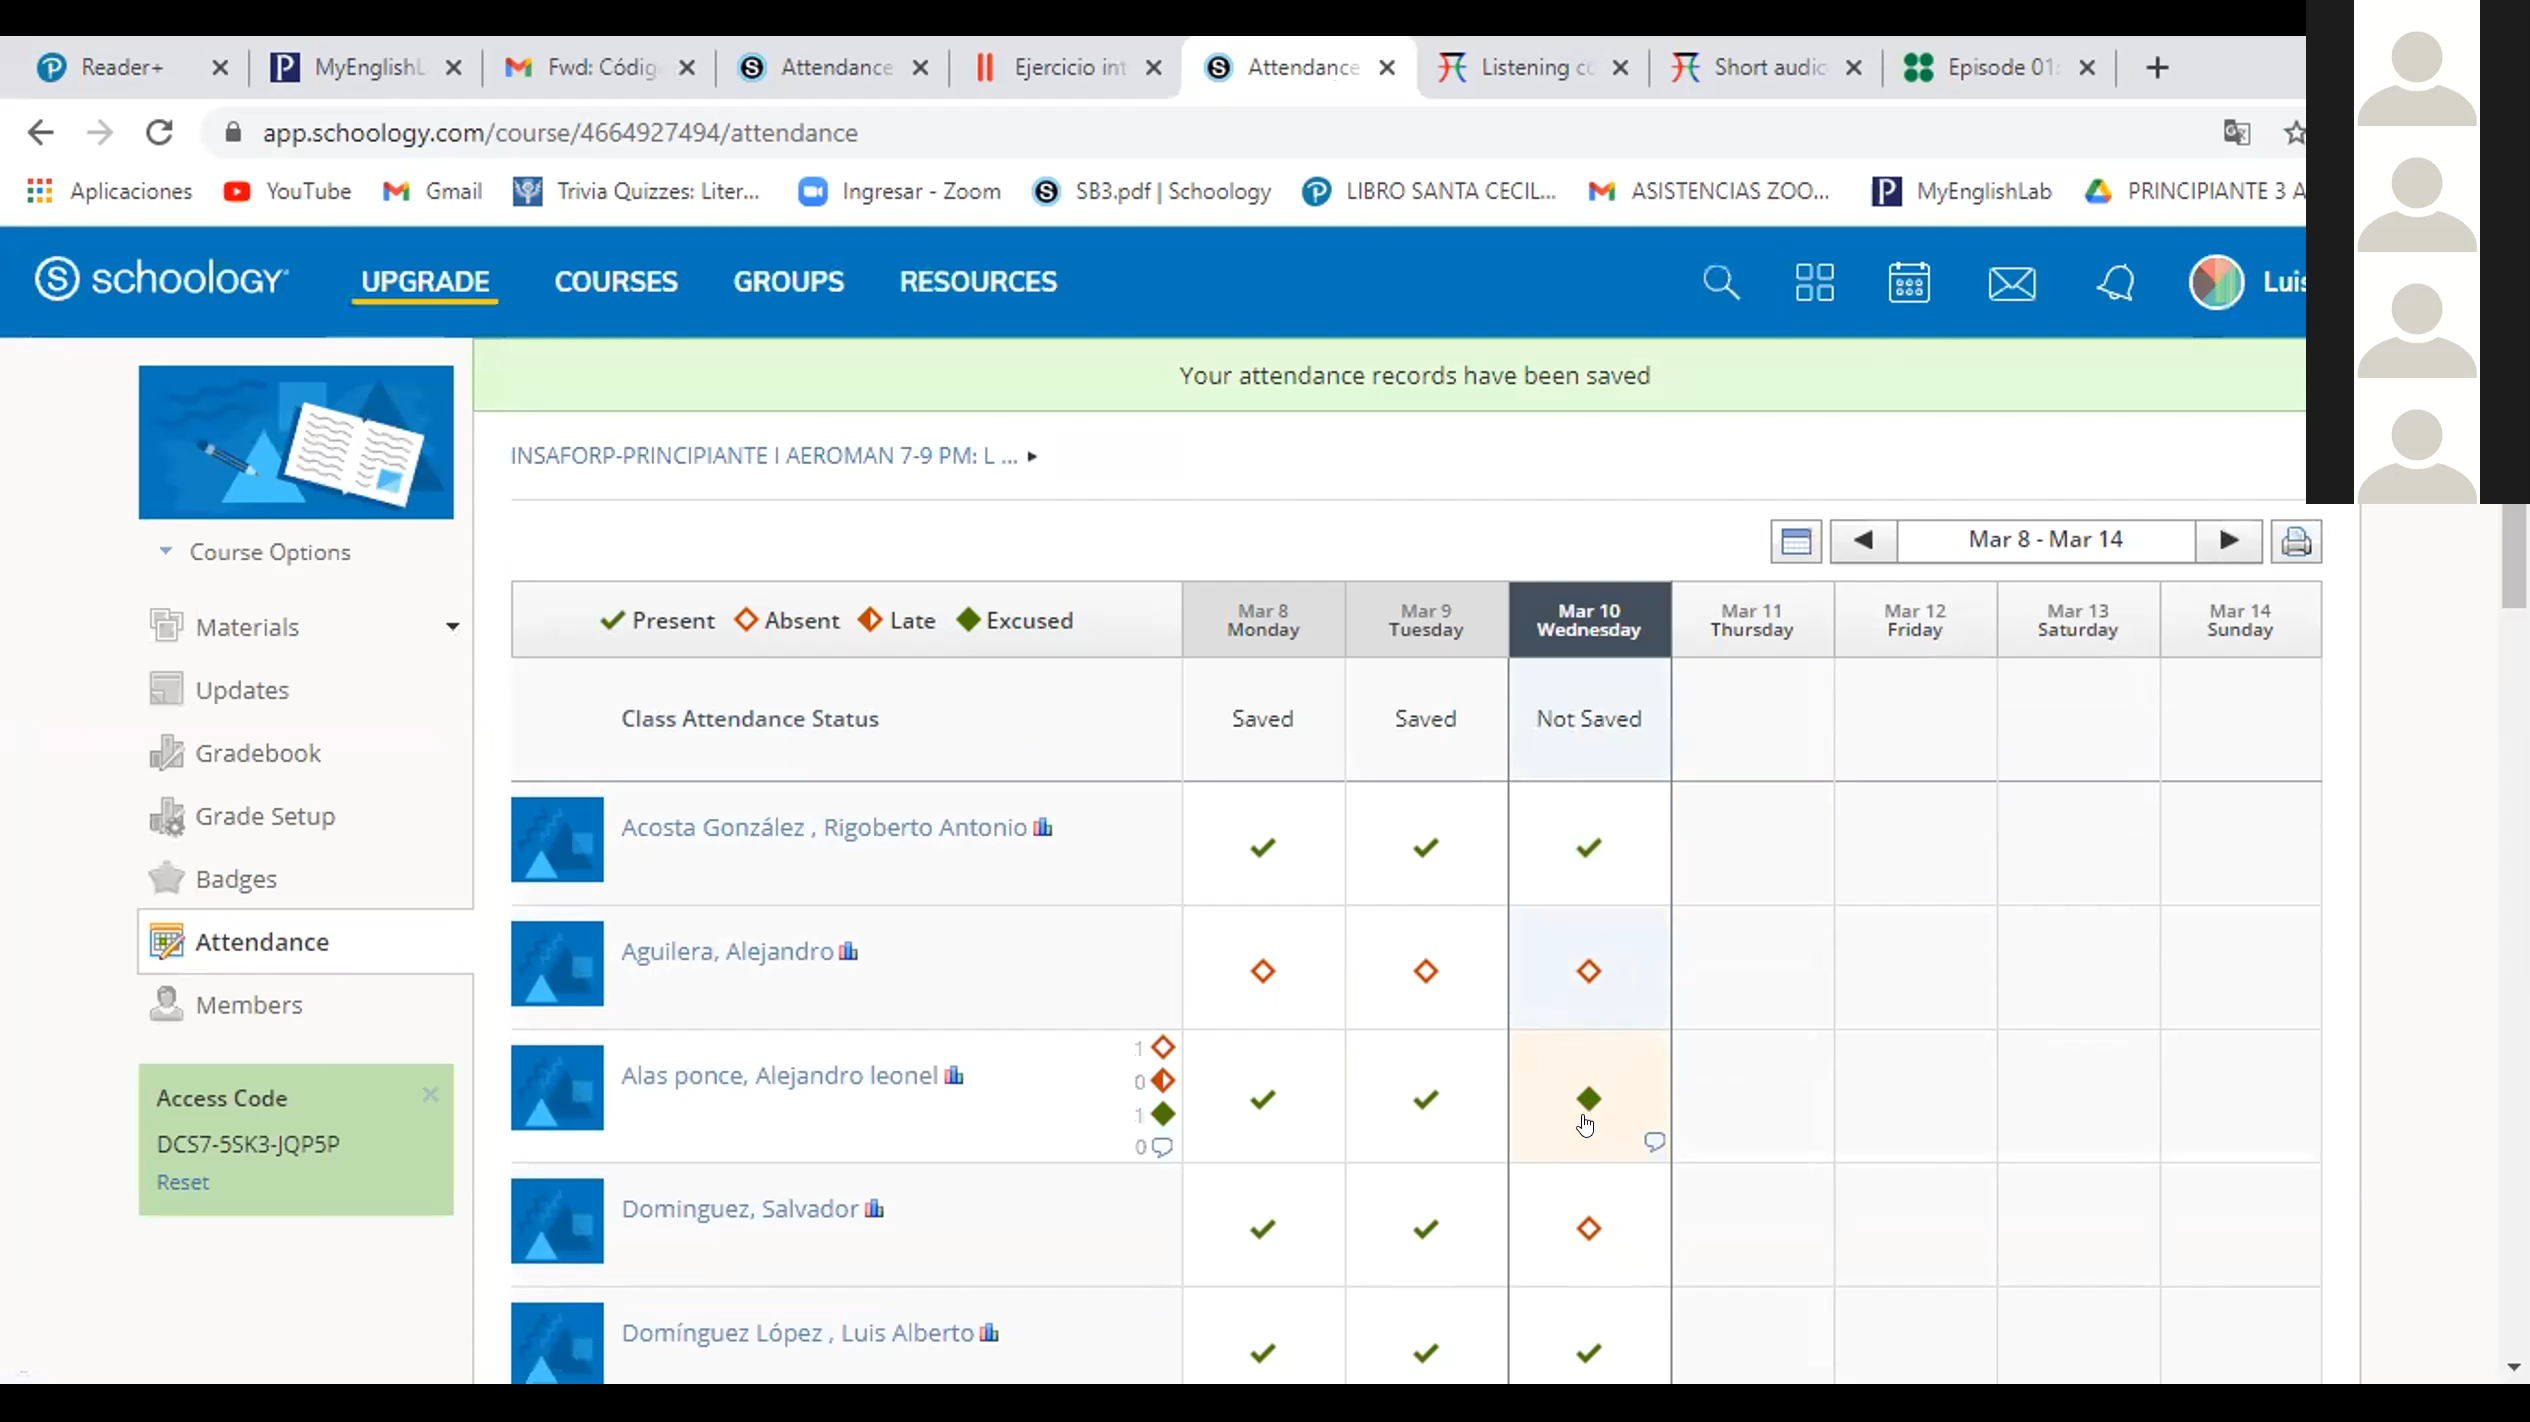 Reader+
MyEnglishL
Fwd: Códig
Attendance
Ejercicio int
Attendance
Listening co
Short audic
Episode 01:
app.schoology.com/course/4664927494/attendance
Aplicaciones
YouTube
Gmail
Trivia Quizzes: Liter...
Ingresar - Zoom
SB3.pdf | Schoology
LIBRO SANTA CECIL...
ASISTENCIAS ZOO...
MyEnglishLab
PRINCIPIANTE 3 A
schoology
UPGRADE
COURSES
GROUPS
RESOURCES
Luis
Your attendance records have been saved
INSAFORP-PRINCIPIANTE I AEROMAN 7-9 PM: L ...
Course Options
Materials
Updates
Gradebook
Grade Setup
Badges
Attendance
Members
Access Code
DCS7-5SK3-JQP5P
Reset
Mar 8 - Mar 14
Present Absent Late Excused
Mar 8
Monday
Mar 9
Tuesday
Mar 10
Wednesday
Mar 11
Thursday
Mar 12
Friday
Mar 13
Saturday
Mar 14
Sunday
Class Attendance Status
Saved
Saved
Not Saved
Acosta González , Rigoberto Antonio
Aguilera, Alejandro
Alas ponce, Alejandro leonel
1
0
1
0
Dominguez, Salvador
Domínguez López , Luis Alberto